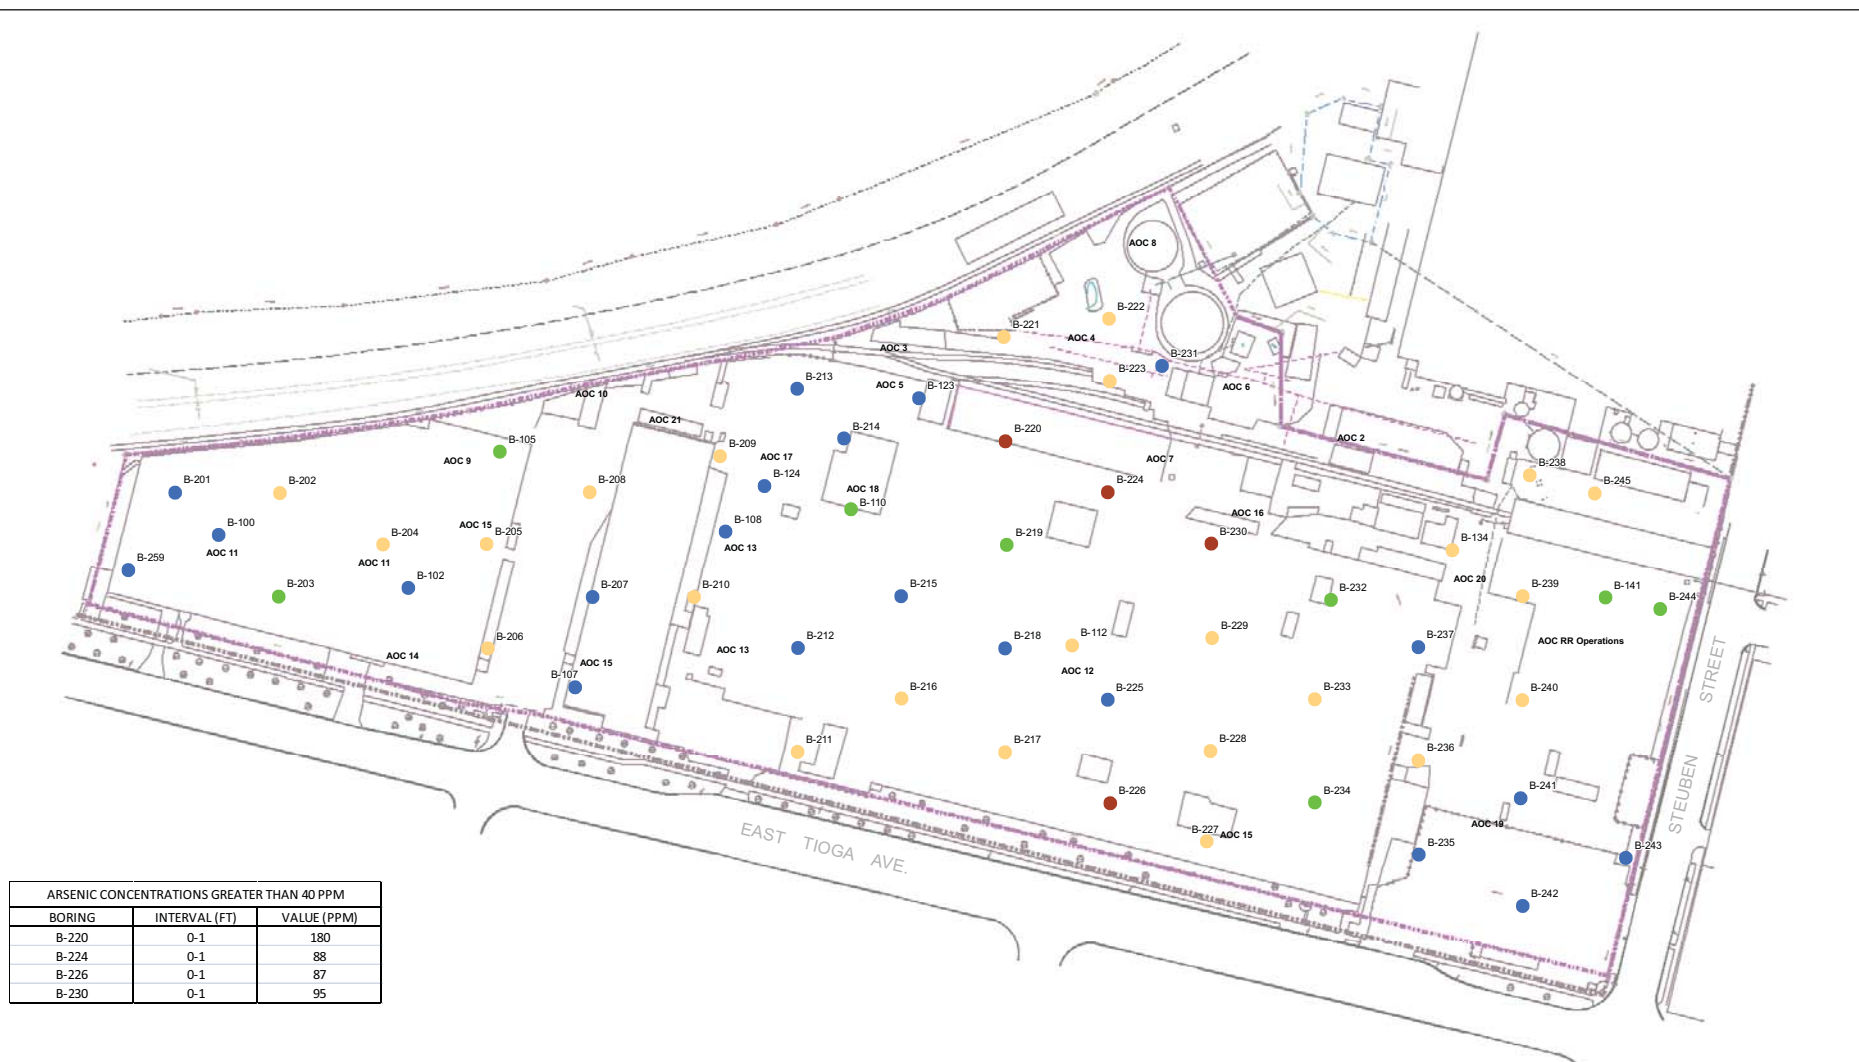 AOC 8
B-222
B-221
AOC 4
AOC 3
B-231
B-213
B-223
AOC 5
B-123
AOC 6
AOC 10
AOC 21
B-214
B-220
AOC 2
B-105
B-209
AOC 17
AOC 9
AOC 7
B-238
B-201
B-202
B-208
B-124
AOC 18
B-224
B-245
B-110
B-100
AOC 15
B-108
AOC 16
B-204
B-205
B-219
B-230
B-134
AOC 11
AOC 13
B-259
AOC 11
B-102
AOC 20
B-203
B-207
B-210
B-215
B-232
B-239
B-141
B-244
B-206
B-212
B-218
B-112
B-229
B-237
AOC RR Operations
AOC 14
AOC 15
AOC 13
AOC 12
B-107
B-216
B-225
B-233
B-240
STEUBEN STREET
B-211
B-217
B-228
B-236
B-226
B-234
B-241
B-227
AOC 15
AOC 19
EAST TIOGA AVE.
B-235
B-243
B-242
ARSENIC CONCENTRATIONS GREATER THAN 40 PPM
BORING INTERVAL (FT) VALUE (PPM)
B-220 0-1 180
B-224 0-1 88
B-226 0-1 87
B-230 0-1 95